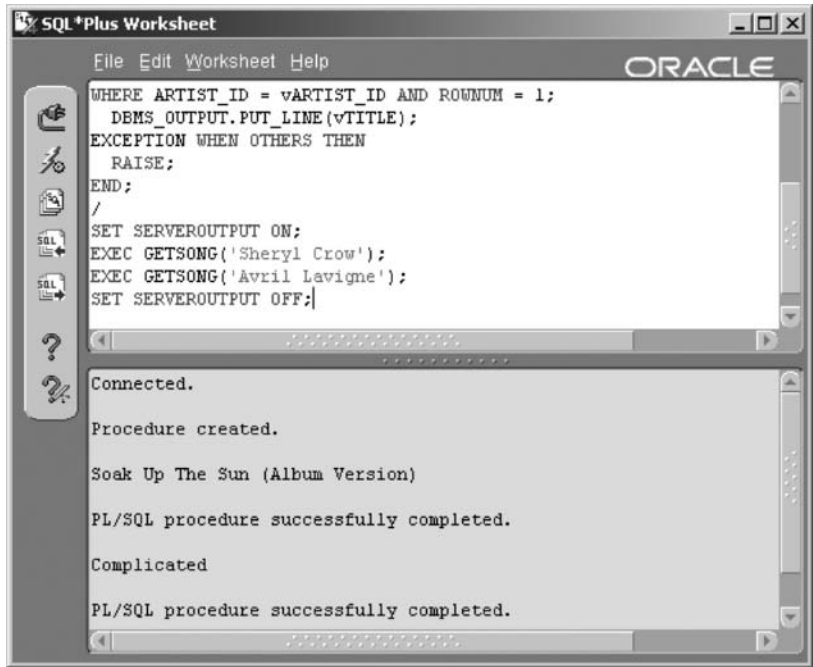 SQL*Plus Worksheet
File Edit Worksheet Help
ORACLE
WHERE ARTIST_ID = vARTIST_ID AND ROWNUM = 1;
  DBMS_OUTPUT.PUT_LINE(vTITLE);
EXCEPTION WHEN OTHERS THEN
  RAISE;
END;
/
SET SERVEROUTPUT ON;
EXEC GETSONG('Sheryl Crow');
EXEC GETSONG('Avril Lavigne');
SET SERVEROUTPUT OFF;
SQL
SQL
Connected.
Procedure created.
Soak Up The Sun (Album Version)
PL/SQL procedure successfully completed.
Complicated
PL/SQL procedure successfully completed.